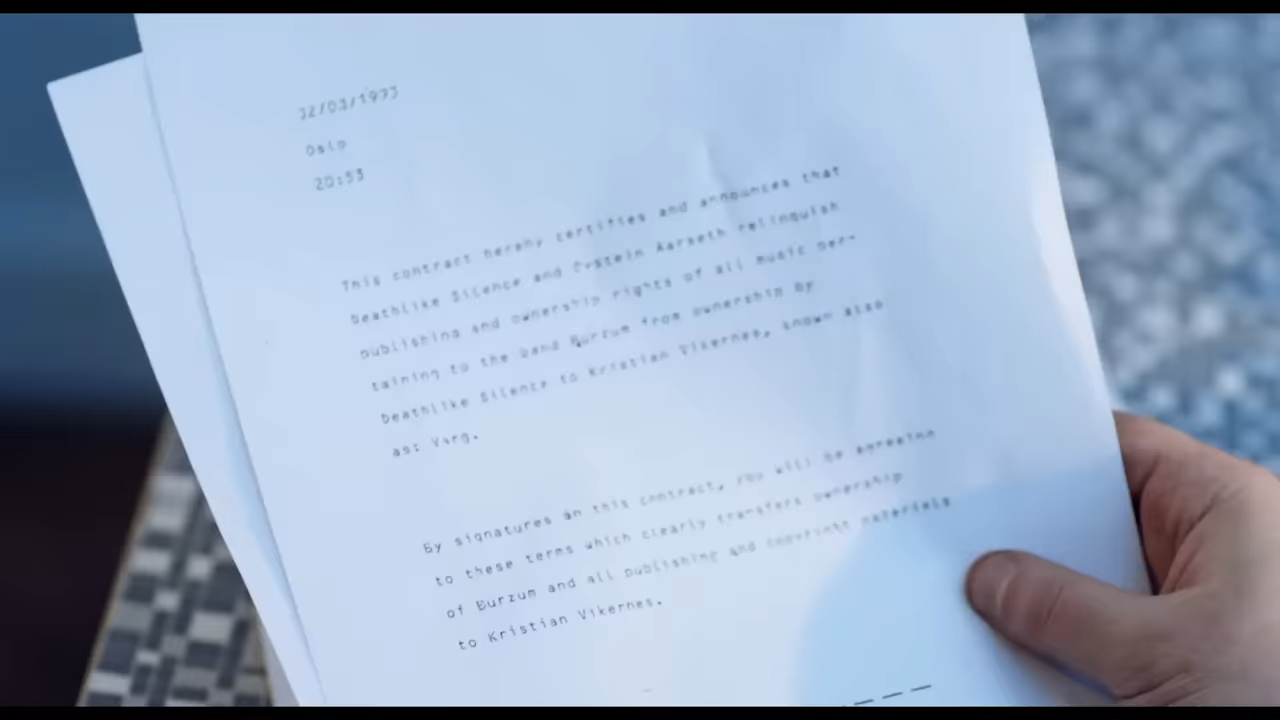 12/03/1993
Oslo
20:53
This contract hereby certifies and announces that
Deathlike Silence and Oystein Aarseth relinquish
publishing and ownership rights of all music per-
taining to the band Burzum from ownership by
Deathlike Silence to Kristian Vikernes, known also
as: Varg.
By signatures an this contract, you will be agreeing
to these terms which clearly transfers ownership
of Burzum and all publishing and copyright materials
to Kristian Vikernes.